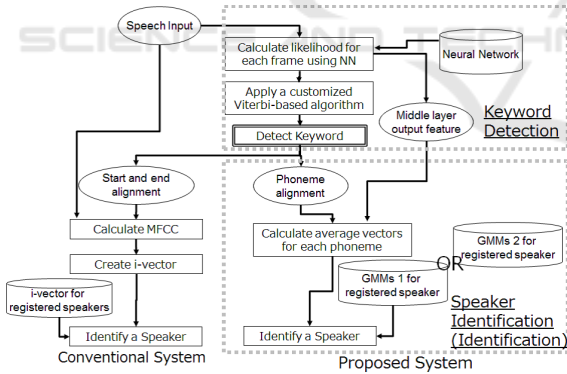 SCIENCE AND TECHN
Speech Input
Calculate likelihood for
each frame using NN
Neural Network
Apply a customized
Viterbi-based algorithm
Middle layer
output feature
Keyword
Detection
Detect Keyword
Start and end
alignment
Phoneme
alignment
Calculate MFCC
Calculate average vectors
for each phoneme
GMMs 2 for
registered speaker
OR
Create i-vector
GMMs 1 for
registered speaker
i-vector for
registered speakers
Speaker
Identification
(Identification)
Identify a Speaker
Identify a Speaker
Conventional System
Proposed System